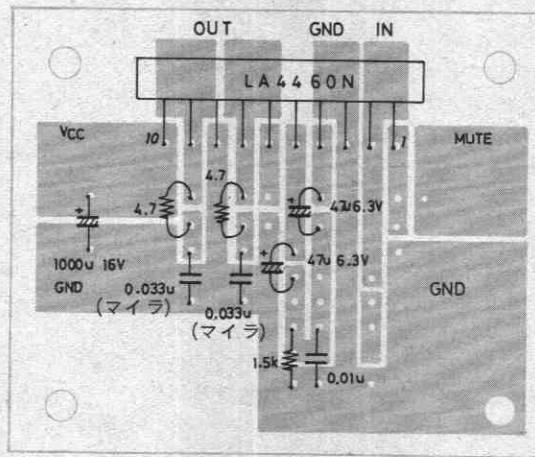 OUT GND IN
LA4460N
Vcc 10 1 MUTE
4.7
4.7 47u 6.3V
1000u 16V 47u 6.3V
GND 0.033u GND
(マイラ) 0.033u
(マイラ)
1.5k 0.01u